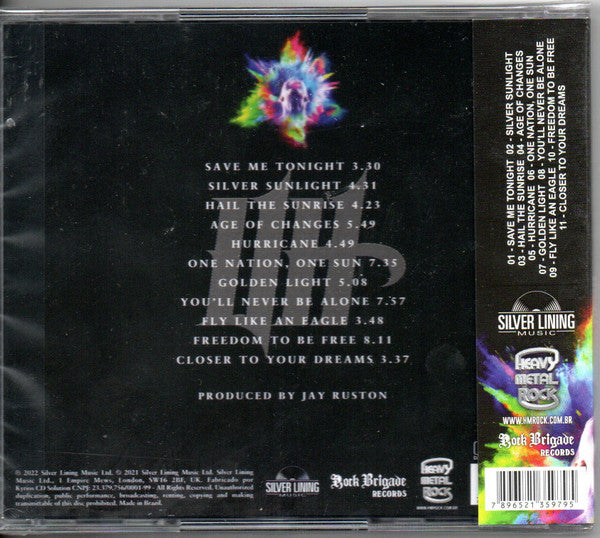 SAVE ME TONIGHT 3.30
SILVER SUNLIGHT 4.31
HAIL THE SUNRISE 4.23
AGE OF CHANGES 5.49
HURRICANE 4.49
ONE NATION, ONE SUN 7.35
GOLDEN LIGHT 5.08
YOU'LL NEVER BE ALONE 7.57
FLY LIKE AN EAGLE 3.48
FREEDOM TO BE FREE 8.11
CLOSER TO YOUR DREAMS 3.37
PRODUCED BY JAY RUSTON
℗ 2022 Silver Lining Music Ltd. © 2021 Silver Lining Music Ltd. Silver
Lining Music Ltd., 1 Empire Mews, London, SW16 2BF, UK. Fabricado por
Kyrios CD Solution CNPJ: 23.379.756/0001-99 - All Rights Reserved. Unauthorized
duplication, public performance, broadcasting, renting, copying and making
transmisible of this disc prohibited. Made in Brazil.
SILVER LINING
MUSIC
Rock Brigade
RECORDS
HEAVY
METAL
ROCK
WWW.HMROCK.COM.BR
01 - SAVE ME TONIGHT 02 - SILVER SUNLIGHT
03 - HAIL THE SUNRISE 04 - AGE OF CHANGES
05 - HURRICANE 06 - ONE NATION, ONE SUN
07 - GOLDEN LIGHT 08 - YOU'LL NEVER BE ALONE
09 - FLY LIKE AN EAGLE 10 - FREEDOM TO BE FREE
11 - CLOSER TO YOUR DREAMS
SILVER LINING
MUSIC
HEAVY
METAL
ROCK
WWW.HMROCK.COM.BR
Rock Brigade
RECORDS
7 896521 359795